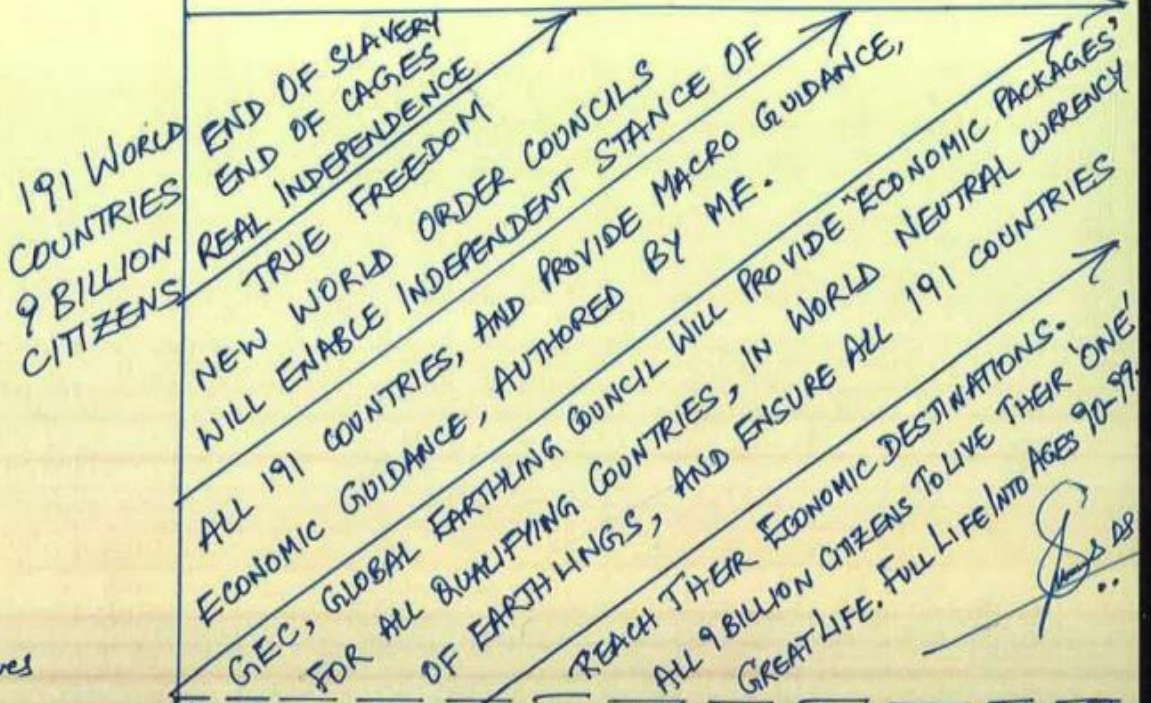 191 WORLD
COUNTRIES
9 BILLION
CITIZENS
END OF SLAVERY
END OF CAGES
REAL INDEPENDENCE
TRUE FREEDOM
NEW WORLD ORDER COUNCILS
WILL ENABLE INDEPENDENT STANCE OF
ALL 191 COUNTRIES, AND PROVIDE MACRO GUIDANCE,
ECONOMIC GUIDANCE, AUTHORED BY ME.
GEC, GLOBAL EARTHLING COUNCIL WILL PROVIDE "ECONOMIC PACKAGES"
FOR ALL QUALIFYING COUNTRIES, IN WORLD NEUTRAL CURRENCY
OF EARTHLINGS, AND ENSURE ALL 191 COUNTRIES
REACH THEIR ECONOMIC DESTINATIONS.
ALL 9 BILLION CITIZENS TO LIVE THEIR 'ONE'
GREAT LIFE. FULL LIFE INTO AGES 90-99.